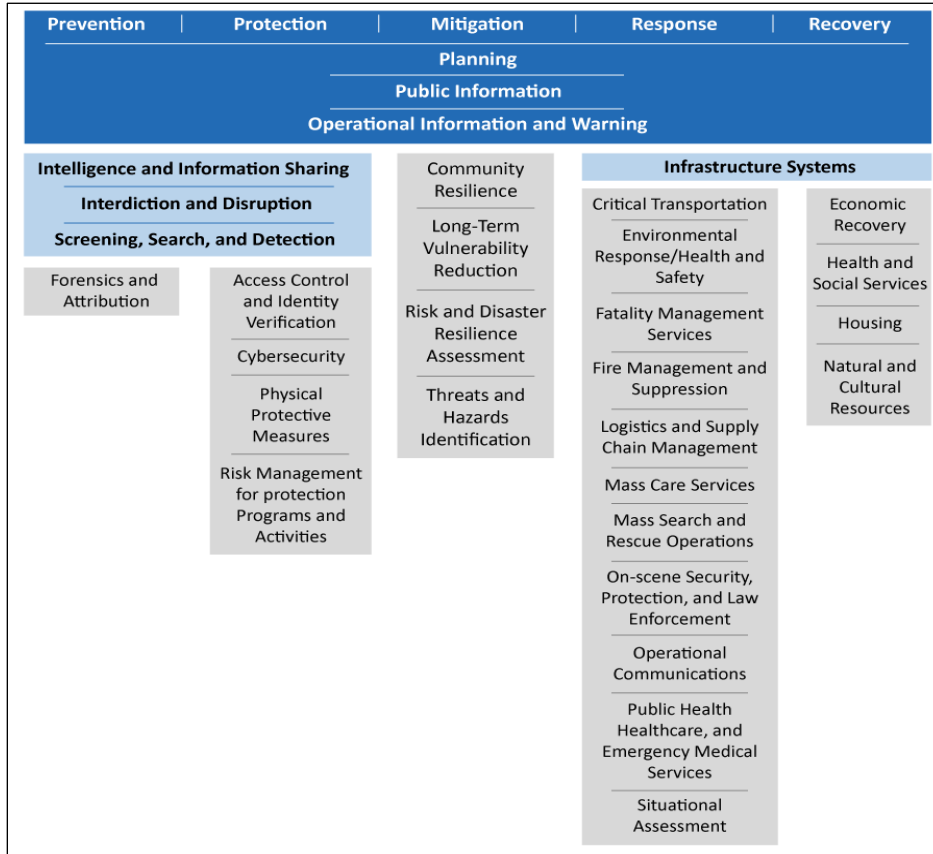 Prevention | Protection | Mitigation | Response | Recovery
Planning
Public Information
Operational Information and Warning
Intelligence and Information Sharing
Interdiction and Disruption
Screening, Search, and Detection
Forensics and
Attribution
Access Control
and Identity
Verification
Cybersecurity
Physical
Protective
Measures
Risk Management
for protection
Programs and
Activities
Community
Resilience
Long-Term
Vulnerability
Reduction
Risk and Disaster
Resilience
Assessment
Threats and
Hazards
Identification
Infrastructure Systems
Critical Transportation
Environmental
Response/Health and
Safety
Fatality Management
Services
Fire Management and
Suppression
Logistics and Supply
Chain Management
Mass Care Services
Mass Search and
Rescue Operations
On-scene Security,
Protection, and Law
Enforcement
Operational
Communications
Public Health
Healthcare, and
Emergency Medical
Services
Situational
Assessment
Economic
Recovery
Health and
Social Services
Housing
Natural and
Cultural
Resources